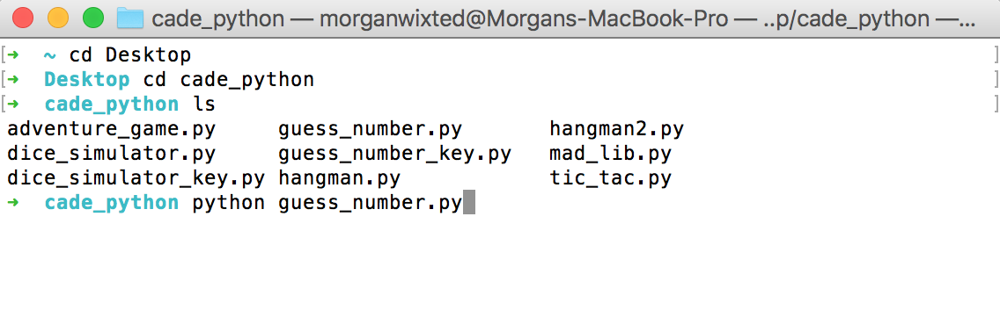 cade_python — morganwixted@Morgans-MacBook-Pro — ..p/cade_python —...
[➜  ~ cd Desktop ]
[➜  Desktop cd cade_python ]
[➜  cade_python ls ]
adventure_game.py     guess_number.py       hangman2.py
dice_simulator.py     guess_number_key.py   mad_lib.py
dice_simulator_key.py hangman.py            tic_tac.py
➜  cade_python python guess_number.py